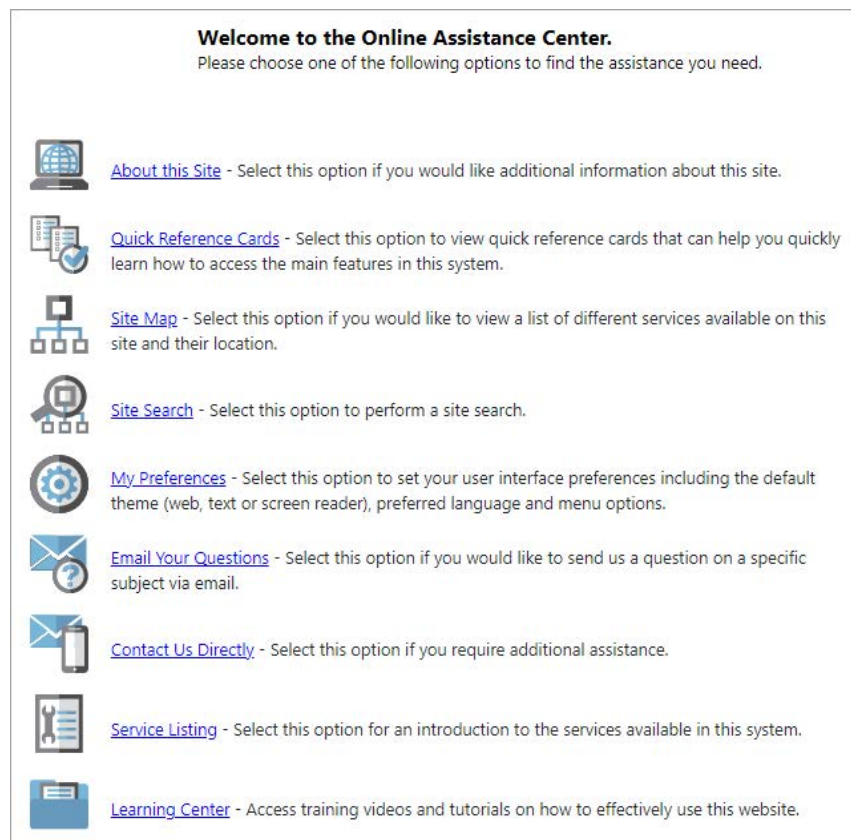 Welcome to the Online Assistance Center.
Please choose one of the following options to find the assistance you need.
About this Site - Select this option if you would like additional information about this site.
Quick Reference Cards - Select this option to view quick reference cards that can help you quickly
learn how to access the main features in this system.
Site Map - Select this option if you would like to view a list of different services available on this
site and their location.
Site Search - Select this option to perform a site search.
My Preferences - Select this option to set your user interface preferences including the default
theme (web, text or screen reader), preferred language and menu options.
Email Your Questions - Select this option if you would like to send us a question on a specific
subject via email.
Contact Us Directly - Select this option if you require additional assistance.
Service Listing - Select this option for an introduction to the services available in this system.
Learning Center - Access training videos and tutorials on how to effectively use this website.